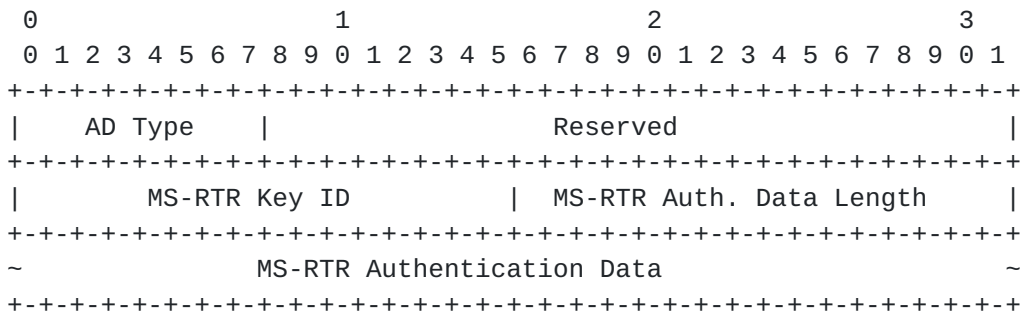 0                   1                   2                   3
 0 1 2 3 4 5 6 7 8 9 0 1 2 3 4 5 6 7 8 9 0 1 2 3 4 5 6 7 8 9 0 1
+-+-+-+-+-+-+-+-+-+-+-+-+-+-+-+-+-+-+-+-+-+-+-+-+-+-+-+-+-+-+-+-+
|    AD Type    |                  Reserved                     |
+-+-+-+-+-+-+-+-+-+-+-+-+-+-+-+-+-+-+-+-+-+-+-+-+-+-+-+-+-+-+-+-+
|        MS-RTR Key ID          |  MS-RTR Auth. Data Length     |
+-+-+-+-+-+-+-+-+-+-+-+-+-+-+-+-+-+-+-+-+-+-+-+-+-+-+-+-+-+-+-+-+
~               MS-RTR Authentication Data                      ~
+-+-+-+-+-+-+-+-+-+-+-+-+-+-+-+-+-+-+-+-+-+-+-+-+-+-+-+-+-+-+-+-+